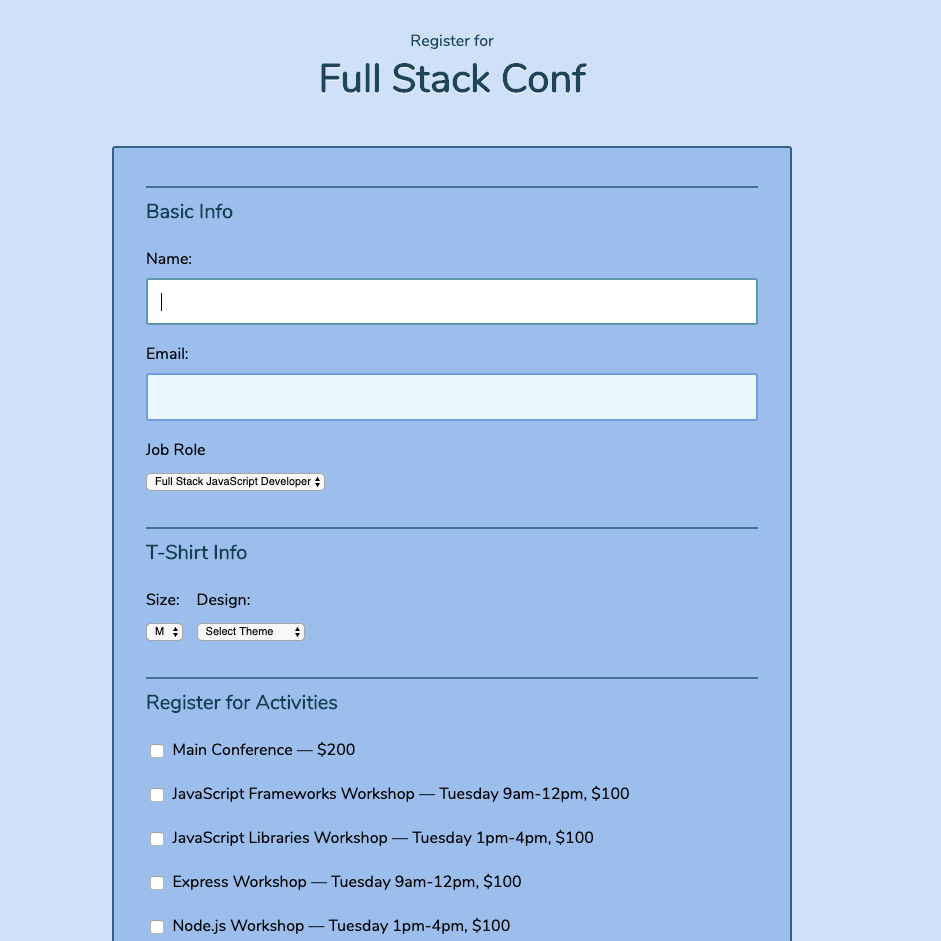 Register for
Full Stack Conf
Basic Info
Name:
Email:
Job Role
Full Stack JavaScript Developer
T-Shirt Info
Size: Design:
M Select Theme
Register for Activities
Main Conference — $200
JavaScript Frameworks Workshop — Tuesday 9am-12pm, $100
JavaScript Libraries Workshop — Tuesday 1pm-4pm, $100
Express Workshop — Tuesday 9am-12pm, $100
Node.js Workshop — Tuesday 1pm-4pm, $100